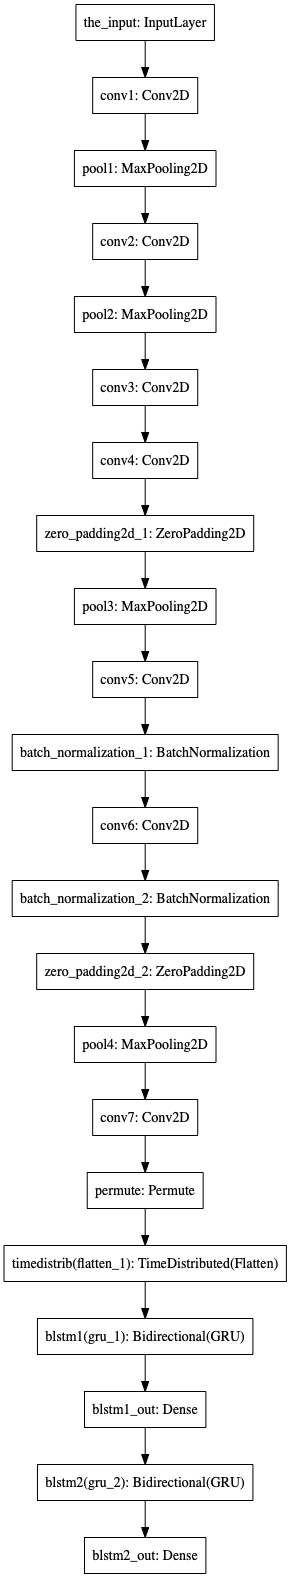 the_input: InputLayer
conv1: Conv2D
pool1: MaxPooling2D
conv2: Conv2D
pool2: MaxPooling2D
conv3: Conv2D
conv4: Conv2D
zero_padding2d_1: ZeroPadding2D
pool3: MaxPooling2D
conv5: Conv2D
batch_normalization_1: BatchNormalization
conv6: Conv2D
batch_normalization_2: BatchNormalization
zero_padding2d_2: ZeroPadding2D
pool4: MaxPooling2D
conv7: Conv2D
permute: Permute
timedistrib(flatten_1): TimeDistributed(Flatten)
blstm1(gru_1): Bidirectional(GRU)
blstm1_out: Dense
blstm2(gru_2): Bidirectional(GRU)
blstm2_out: Dense